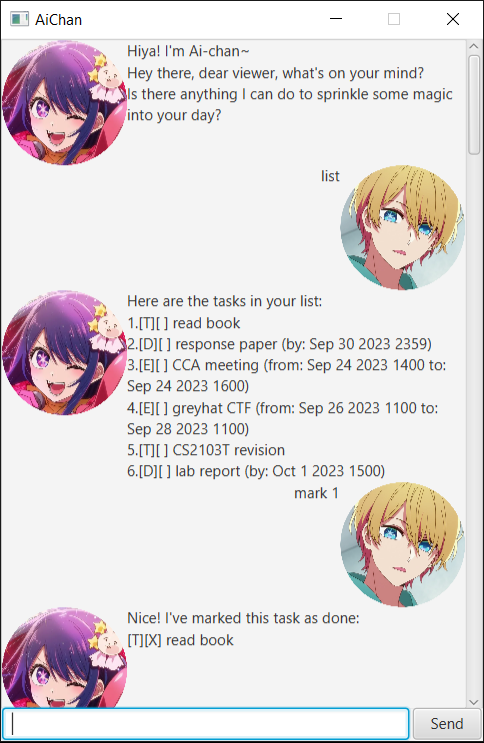 AiChan
Hiya! I'm Ai-chan~
Hey there, dear viewer, what's on your mind?
Is there anything I can do to sprinkle some magic
into your day?
list
Here are the tasks in your list:
1.[T][ ] read book
2.[D][ ] response paper (by: Sep 30 2023 2359)
3.[E][ ] CCA meeting (from: Sep 24 2023 1400 to:
Sep 24 2023 1600)
4.[E][ ] greyhat CTF (from: Sep 26 2023 1100 to:
Sep 28 2023 1100)
5.[T][ ] CS2103T revision
6.[D][ ] lab report (by: Oct 1 2023 1500)
mark 1
Nice! I've marked this task as done:
[T][X] read book
Send